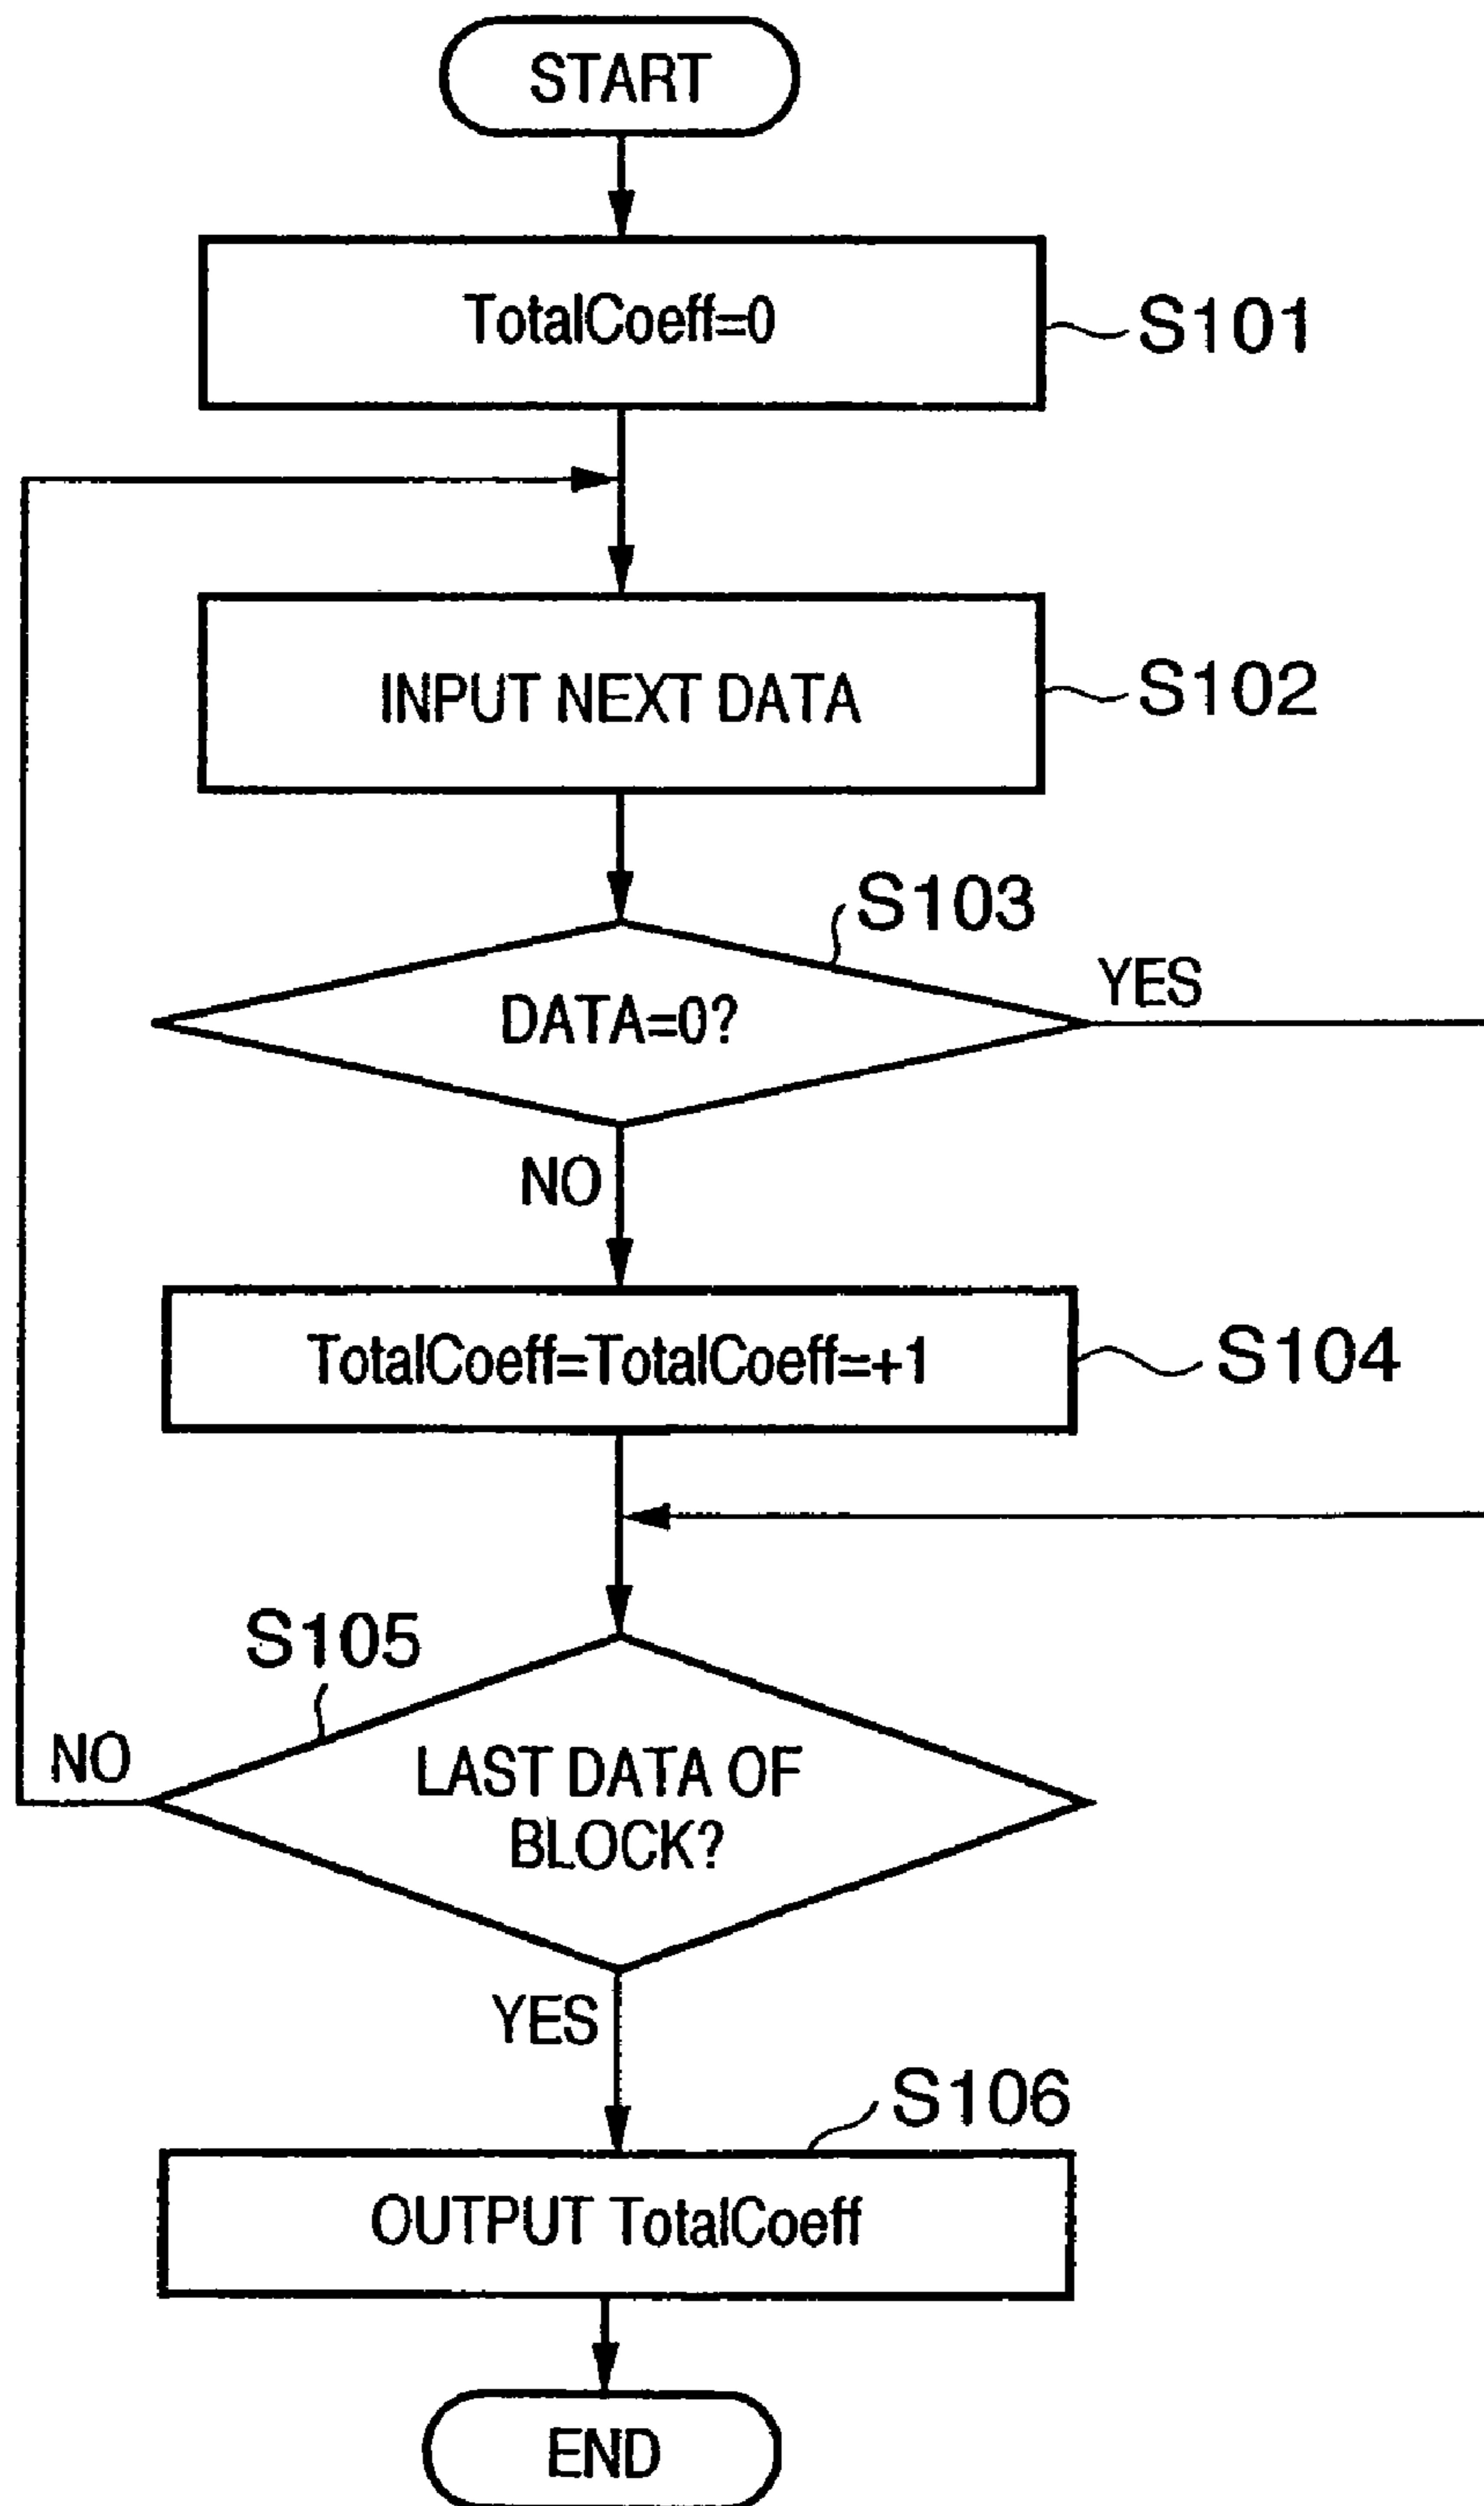 START
TotalCoeff=0
S101
INPUT NEXT DATA
S102
S103
DATA=0?
YES
NO
TotalCoeff=TotalCoeff=+1
S104
S105
NO
LAST DATA OF
BLOCK?
YES
S106
OUTPUT TotalCoeff
END